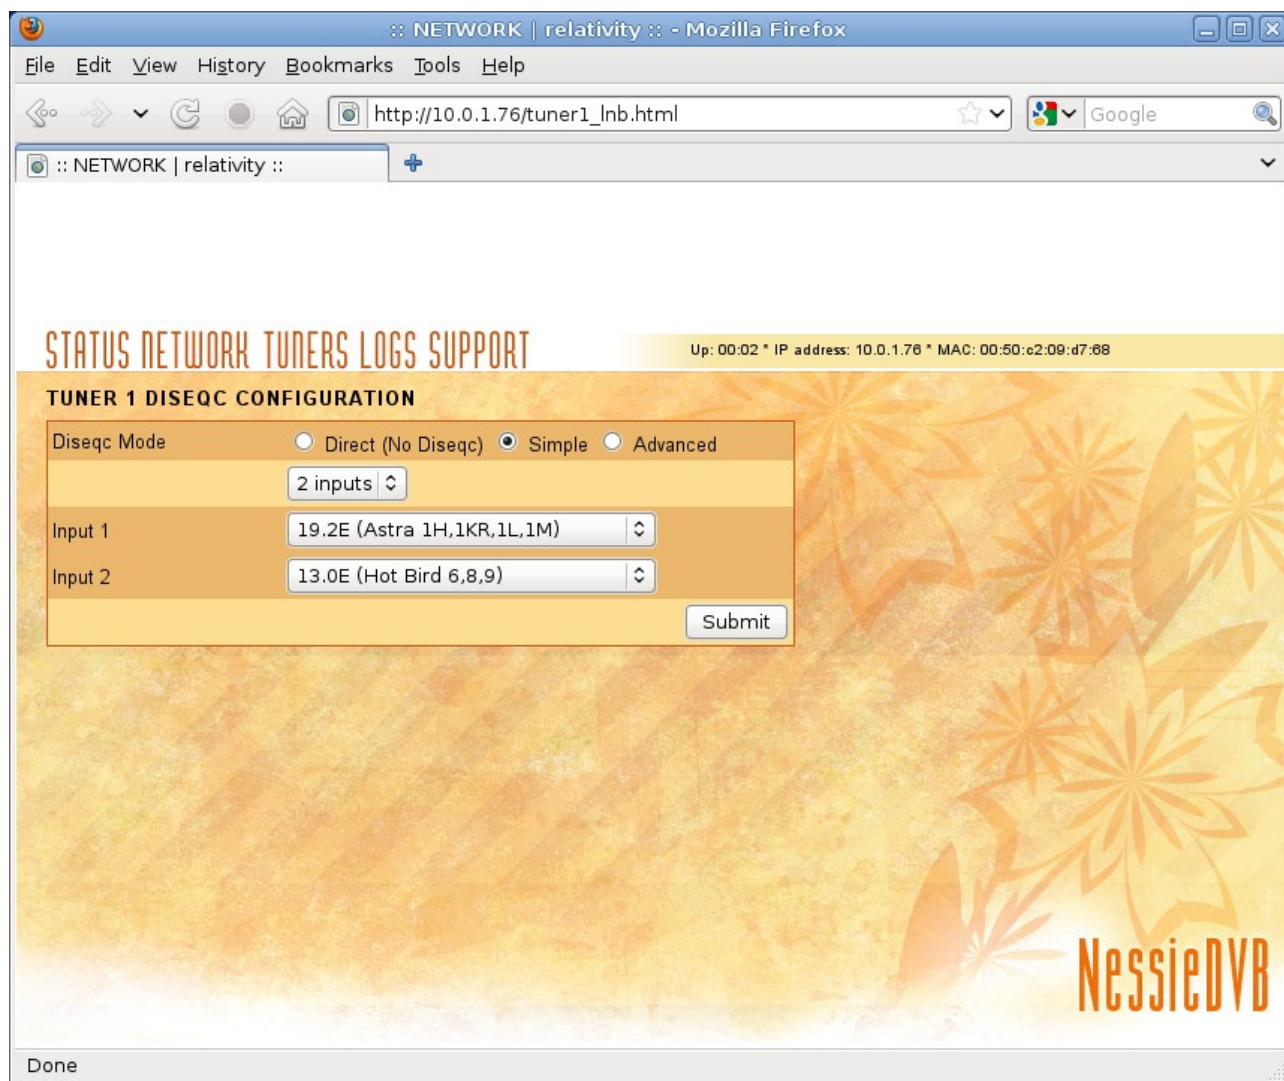 :: NETWORK | relativity :: - Mozilla Firefox
File Edit View History Bookmarks Tools Help
http://10.0.1.76/tuner1_lnb.html
Google
:: NETWORK | relativity ::
STATUS NETWORK TUNERS LOGS SUPPORT
Up: 00:02 * IP address: 10.0.1.76 * MAC: 00:50:c2:09:d7:68
TUNER 1 DISEQC CONFIGURATION
Diseqc Mode Direct (No Diseqc) Simple Advanced
2 inputs
Input 1 19.2E (Astra 1H,1KR,1L,1M)
Input 2 13.0E (Hot Bird 6,8,9)
Submit
NessieDVB
Done